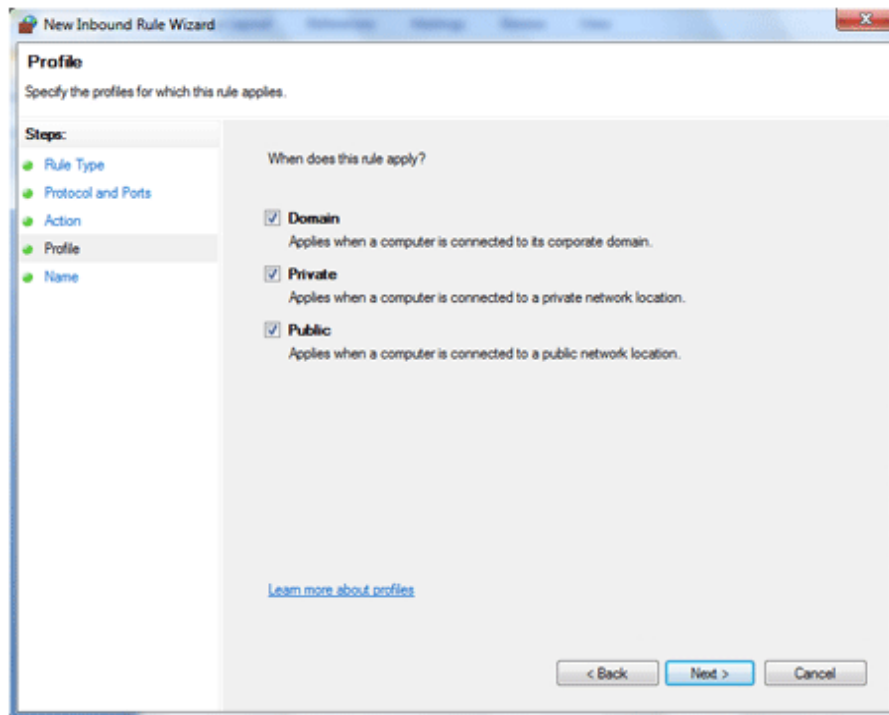 New Inbound Rule Wizard
Profile
Specify the profiles for which this rule applies.
Steps:
Rule Type
Protocol and Ports
Action
Profile
Name
When does this rule apply?
Domain
Applies when a computer is connected to its corporate domain.
Private
Applies when a computer is connected to a private network location.
Public
Applies when a computer is connected to a public network location.
Learn more about profiles
< Back
Next >
Cancel